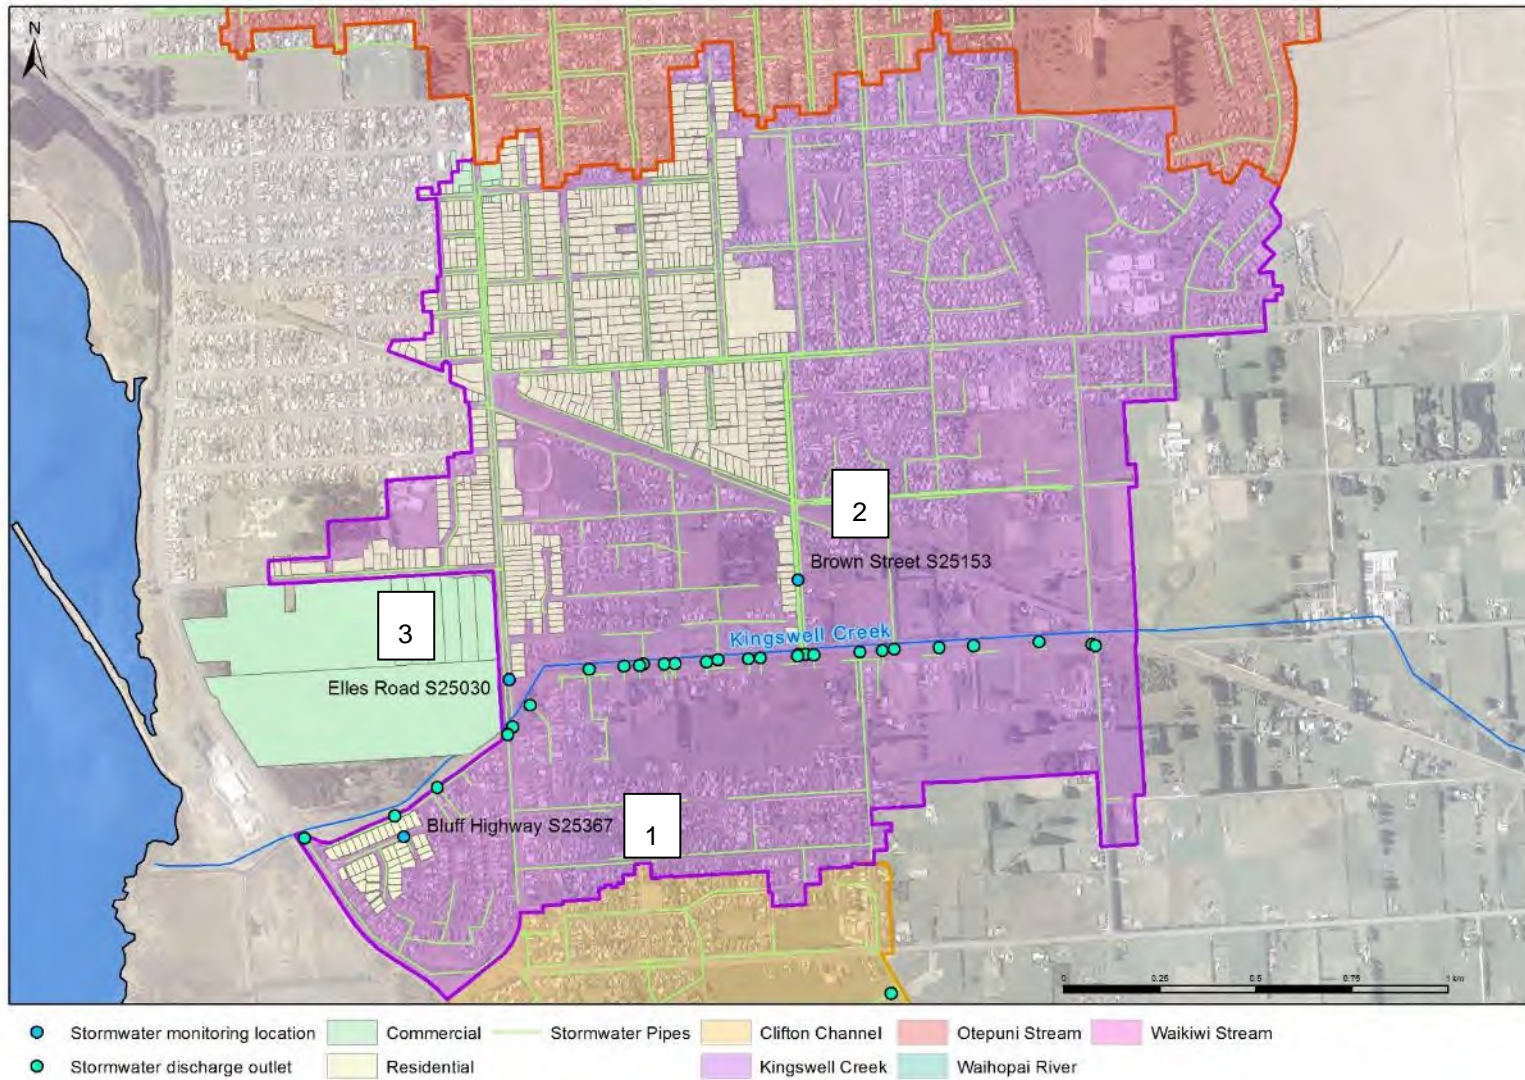 N
2
Brown Street S25153
3
Kingswell Creek
Elles Road S25030
Bluff Highway S25367
1
0 0.25 0.5 0.75 1 km
Stormwater monitoring location Commercial Stormwater Pipes Clifton Channel Otepuni Stream Waikiwi Stream
Stormwater discharge outlet Residential Kingswell Creek Waihopai River